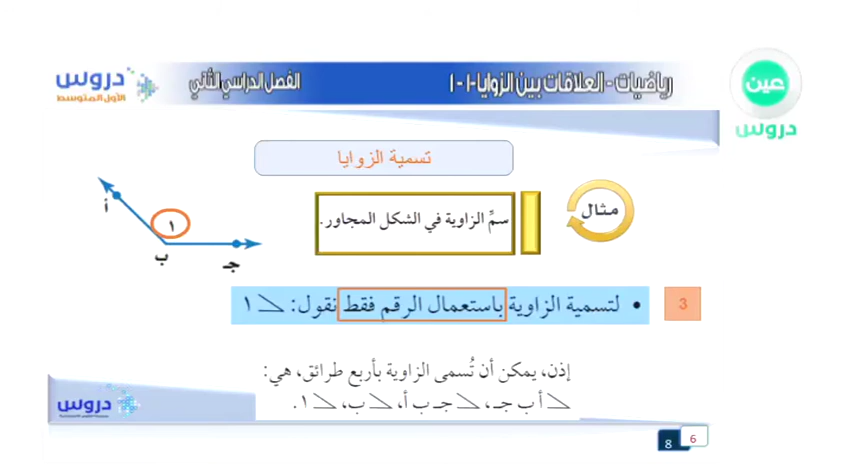 دروس
الأول المتوسط
الفصل الدراسي الثاني
رياضيات - العلاقات بين الزوايا - ١ - ١
عين
دروس
تسمية الزوايا
مثال
سمِّ الزاوية في الشكل المجاور.
أ
١
ب
جـ
3
• لتسمية الزاوية باستعمال الرقم فقط نقول: ∠ ١
إذن، يمكن أن تُسمى الزاوية بأربع طرائق، هي:
∠ أ ب جـ، ∠ جـ ب أ، ∠ ب، ∠ ١.
دروس
8
6